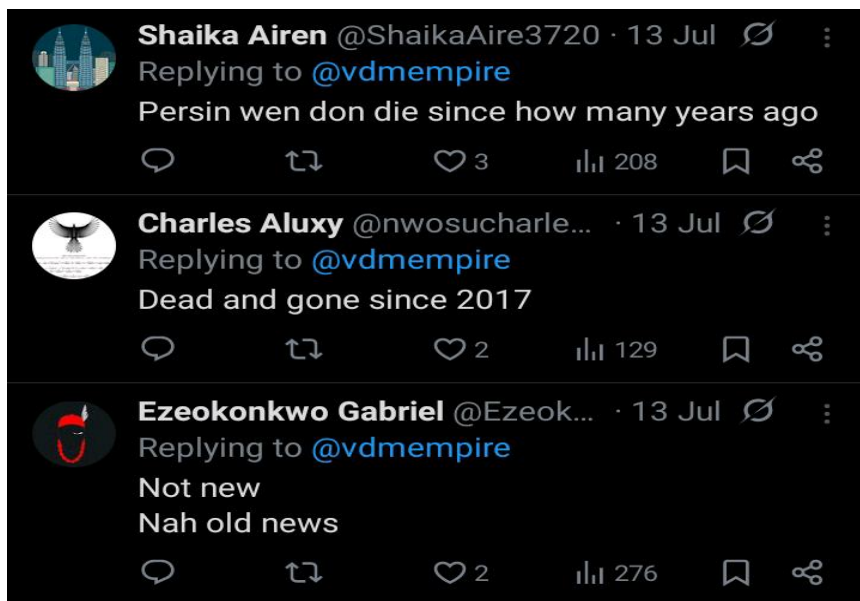 Shaika Airen @ShaikaAire3720 · 13 Jul
Replying to @vdmempire
Persin wen don die since how many years ago
3 208
Charles Aluxy @nwosucharle... · 13 Jul
Replying to @vdmempire
Dead and gone since 2017
2 129
Ezeokonkwo Gabriel @Ezeok... · 13 Jul
Replying to @vdmempire
Not new
Nah old news
2 276